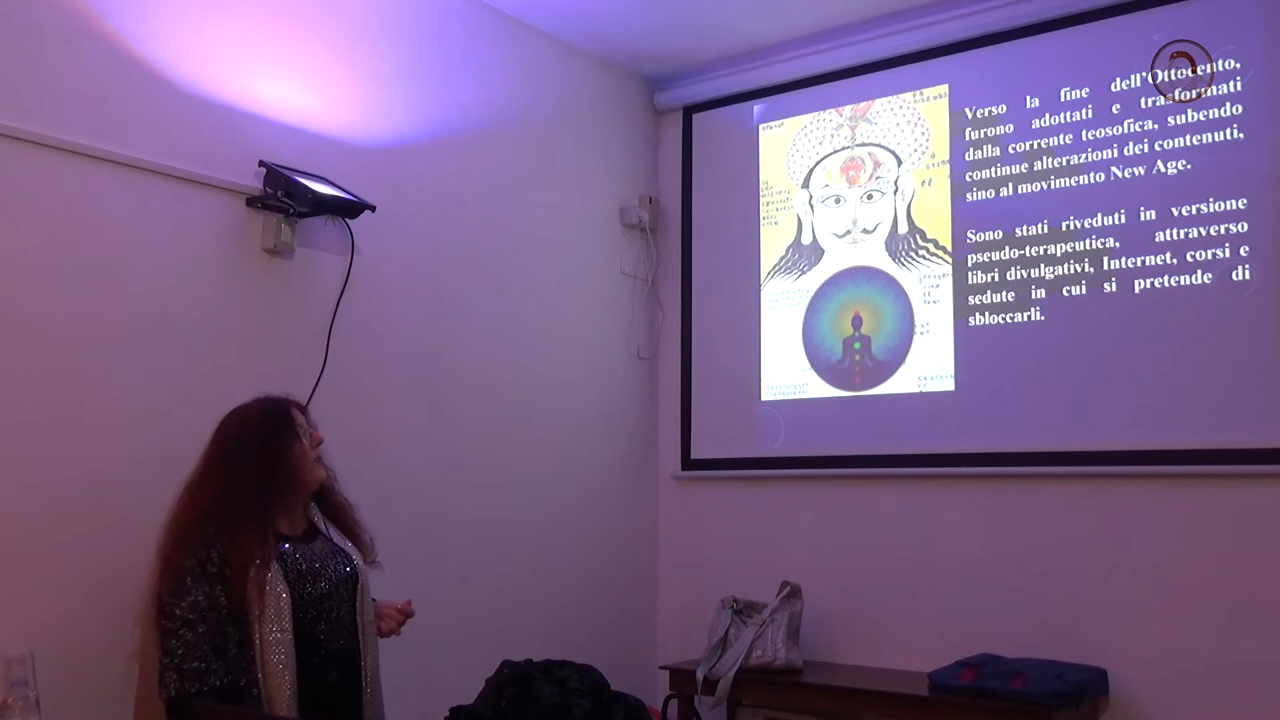 Verso la fine dell'Ottocento,
furono adottati e trasformati
dalla corrente teosofica, subendo
continue alterazioni dei contenuti,
sino al movimento New Age.
Sono stati riveduti in versione
pseudo-terapeutica, attraverso
libri divulgativi, Internet, corsi e
sedute in cui si pretende di
sbloccarli.